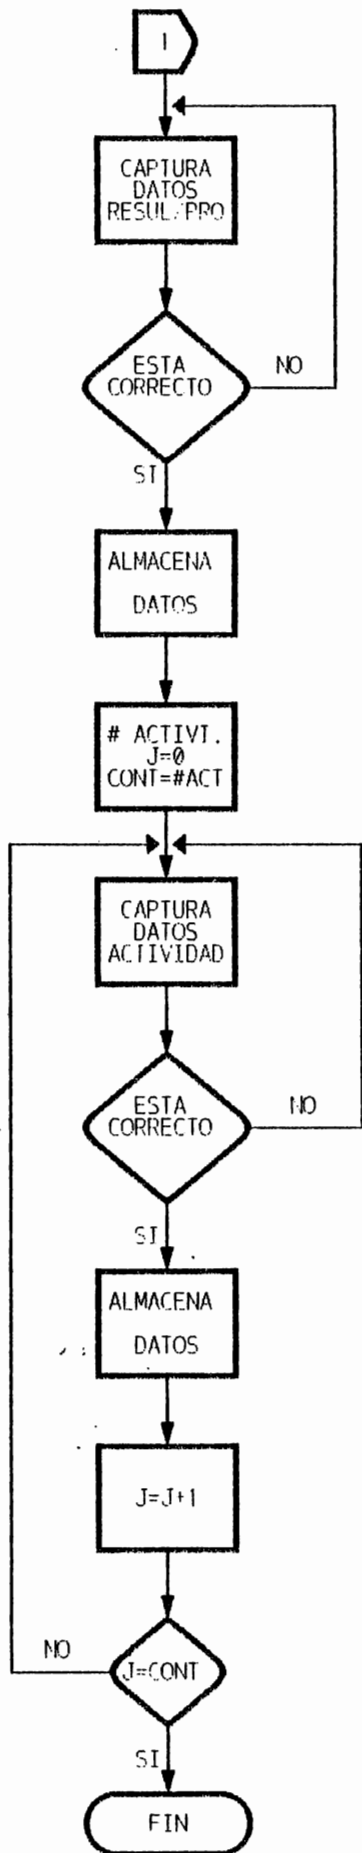 1
CAPTURA
DATOS
RESUL/PRO
ESTA
CORRECTO
NO
SI
ALMACENA
DATOS
# ACTIVI.
J=0
CONT=#ACT
CAPTURA
DATOS
ACTIVIDAD
ESTA
CORRECTO
NO
SI
ALMACENA
DATOS
J=J+1
NO
J=CONT
SI
FIN